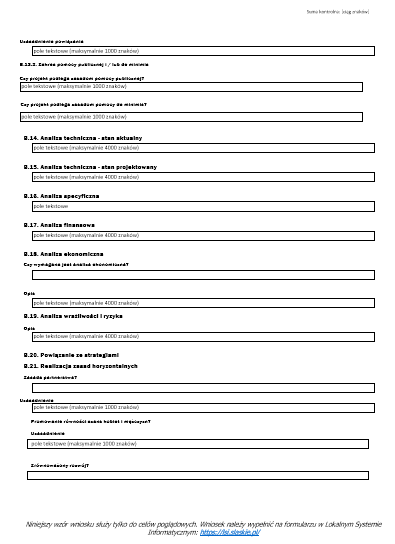 Suma kontrolna: {ciąg znaków}
Uzasadnienie powiązania
pole tekstowe (maksymalnie 1000 znaków)
B.13.2. Zakres pomocy publicznej i / lub de minimis
Czy projekt podlega zasadom pomocy publicznej?
pole tekstowe (maksymalnie 1000 znaków)
Czy projekt podlega zasadom pomocy de minimis?
pole tekstowe (maksymalnie 1000 znaków)
B.14. Analiza techniczna - stan aktualny
pole tekstowe (maksymalnie 4000 znaków)
B.15. Analiza techniczna - stan projektowany
pole tekstowe (maksymalnie 4000 znaków)
B.16. Analiza specyficzna
pole tekstowe
B.17. Analiza finansowa
pole tekstowe (maksymalnie 4000 znaków)
B.18. Analiza ekonomiczna
Czy wymagana jest analiza ekonomiczna?
Opis
pole tekstowe (maksymalnie 4000 znaków)
B.19. Analiza wrażliwości i ryzyka
Opis
pole tekstowe (maksymalnie 4000 znaków)
B.20. Powiązanie ze strategiami
B.21. Realizacja zasad horyzontalnych
Zasada partnerstwa?
Uzasadnienie
pole tekstowe (maksymalnie 1000 znaków)
Promowanie równości szans kobiet i mężczyzn?
Uzasadnienie
pole tekstowe (maksymalnie 1000 znaków)
Zrównoważony rozwój?
Niniejszy wzór wniosku służy tylko do celów poglądowych. Wniosek należy wypełnić na formularzu w Lokalnym Systemie
Informatycznym: https://lsi.slaskie.pl/